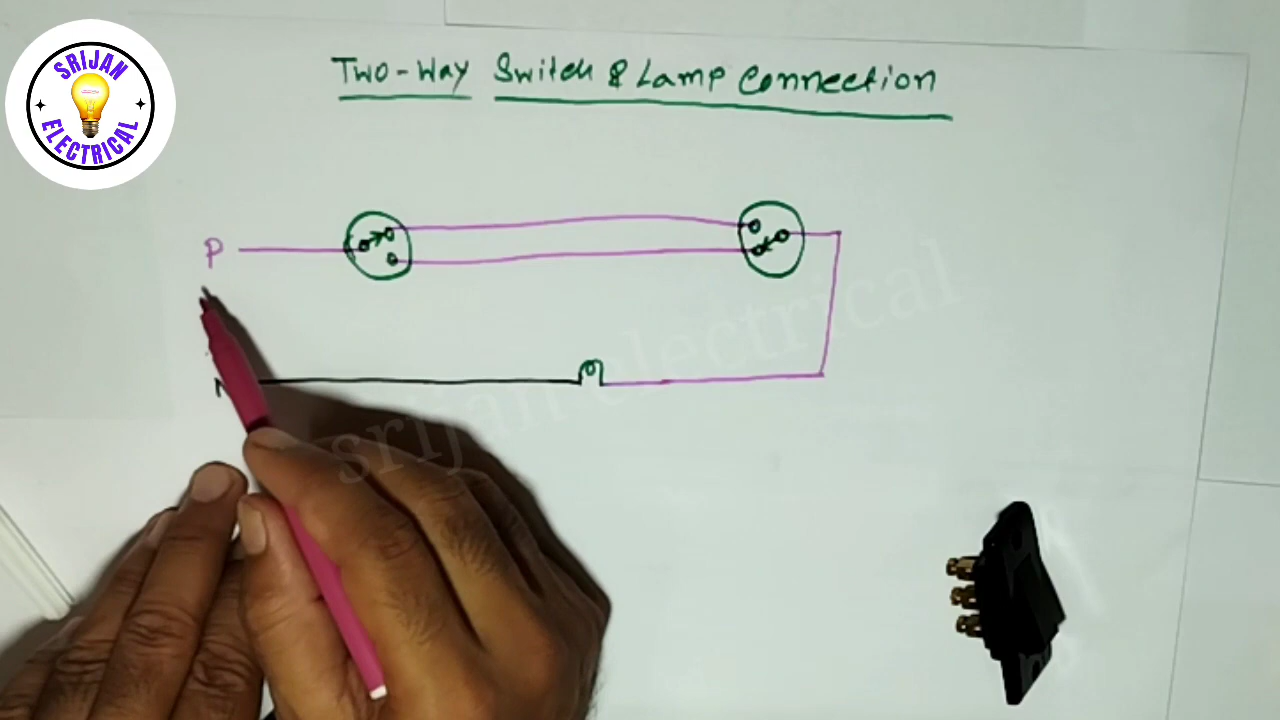 SRIJAN
ELECTRICAL
Two-Way Switch & Lamp Connection
P
N
srijan electrical